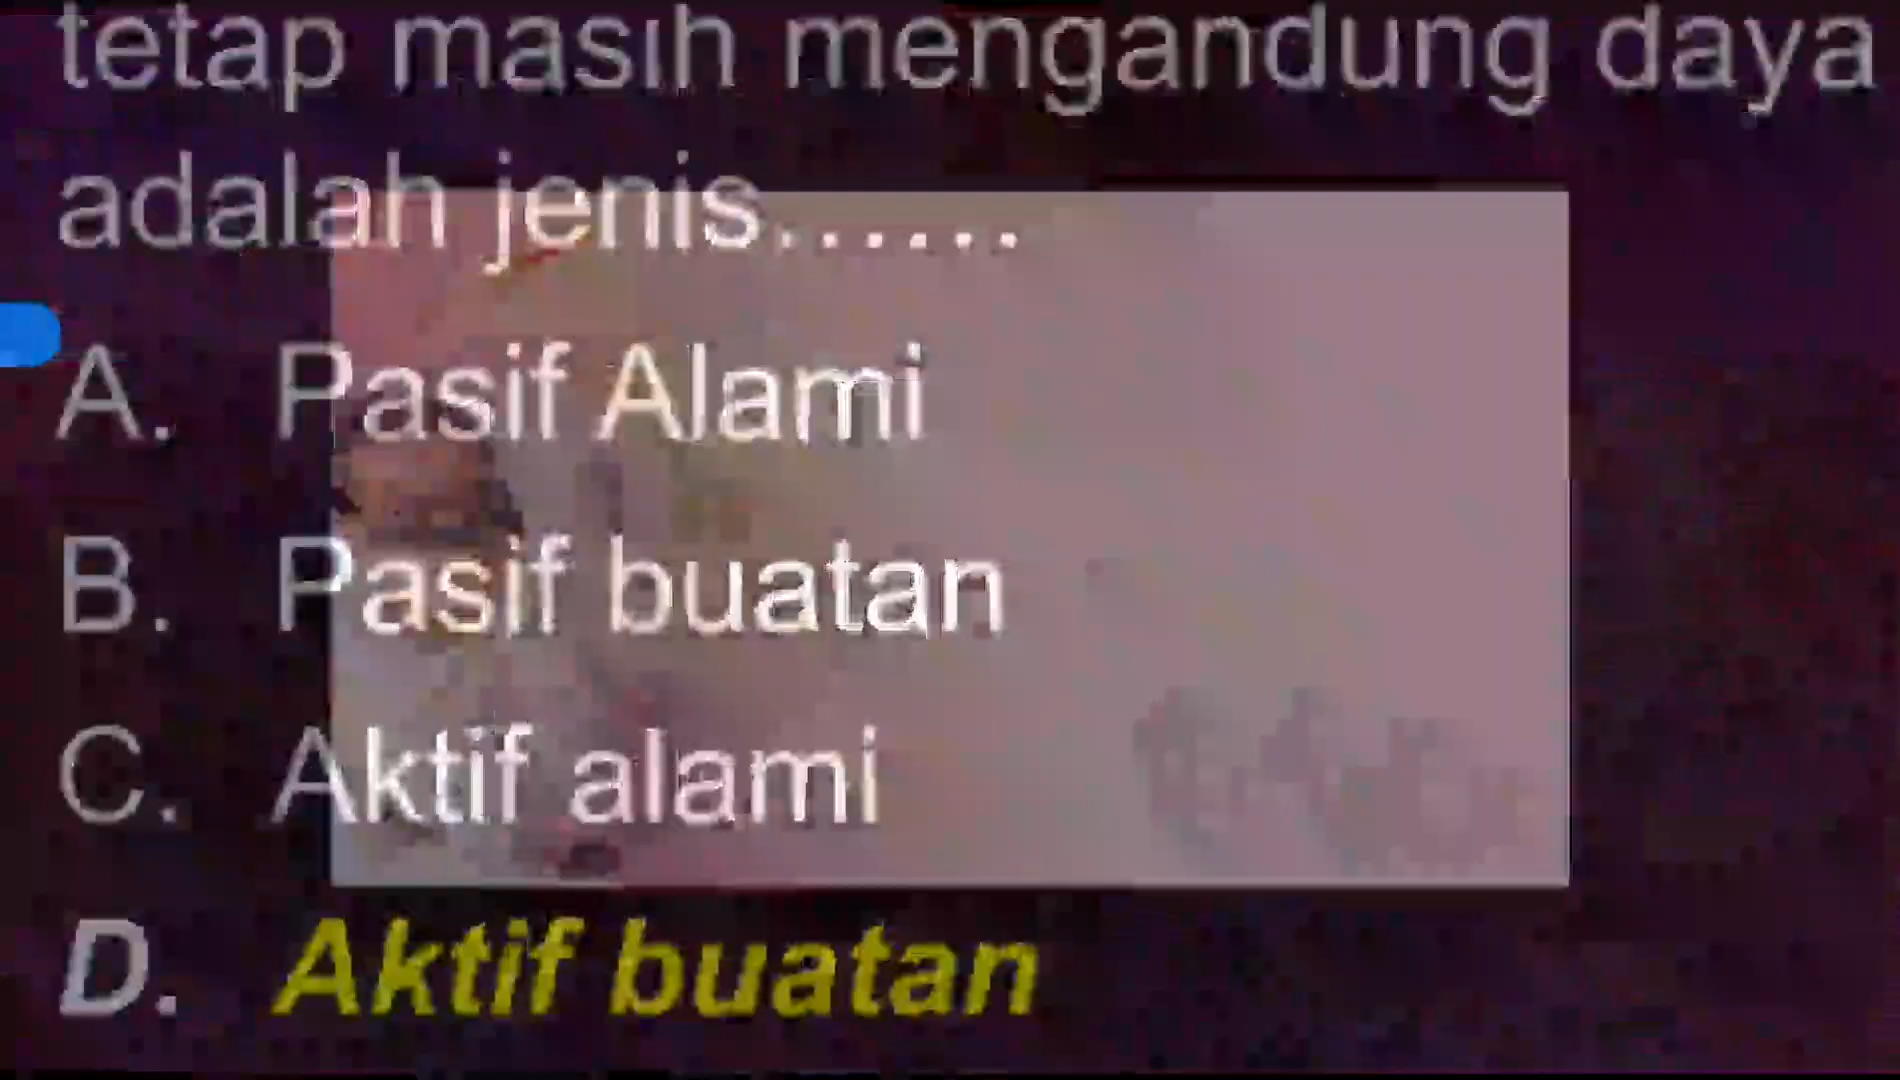 tetap masih mengandung daya
adalah jenis.......
A. Pasif Alami
B. Pasif buatan
C. Aktif alami
D. Aktif buatan